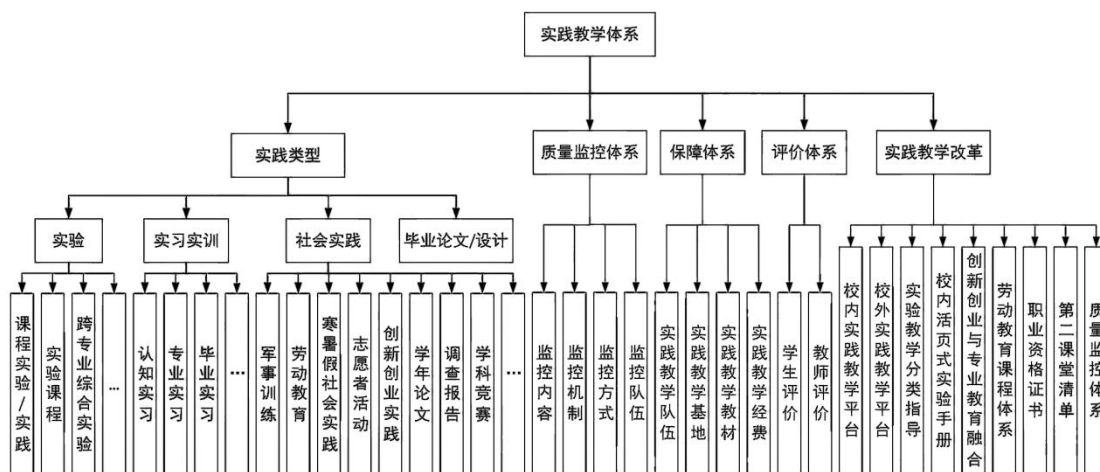 实践教学体系
实践类型
质量监控体系
保障体系
评价体系
实践教学改革
实验
实习实训
社会实践
毕业论文/设计
课程实验/实践
实验课程
跨专业综合实验
...
认知实习
专业实习
毕业实习
...
军事训练
劳动教育
寒暑假社会实践
志愿者活动
创新创业实践
学年论文
调查报告
学科竞赛
...
监控内容
监控机制
监控方式
监控队伍
实践教学队伍
实践教学基地
实践教学教材
实践教学经费
学生评价
教师评价
校内实践教学平台
校外实践教学平台
实验教学分类指导
校内活页式实验手册
创新创业与专业教育融合
劳动教育课程体系
职业资格证书
第二课堂清单
质量监控体系